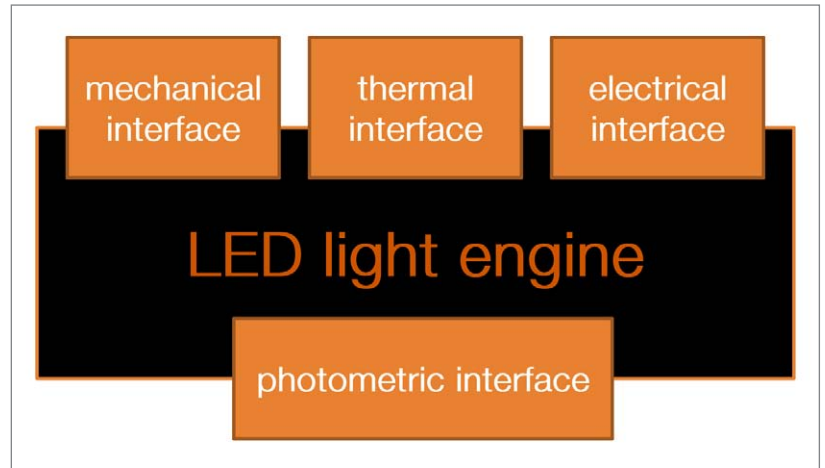 mechanical
interface
thermal
interface
electrical
interface
LED light engine
photometric interface